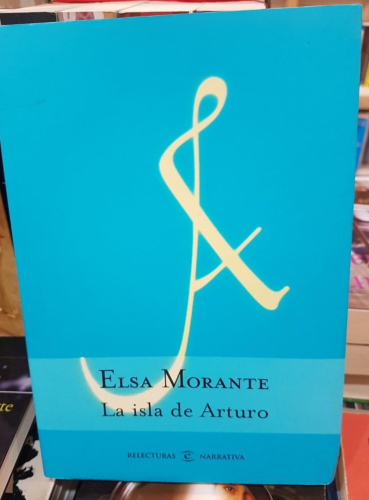 A
ELSA MORANTE
La isla de Arturo
RELECTURAS e NARRATIVA